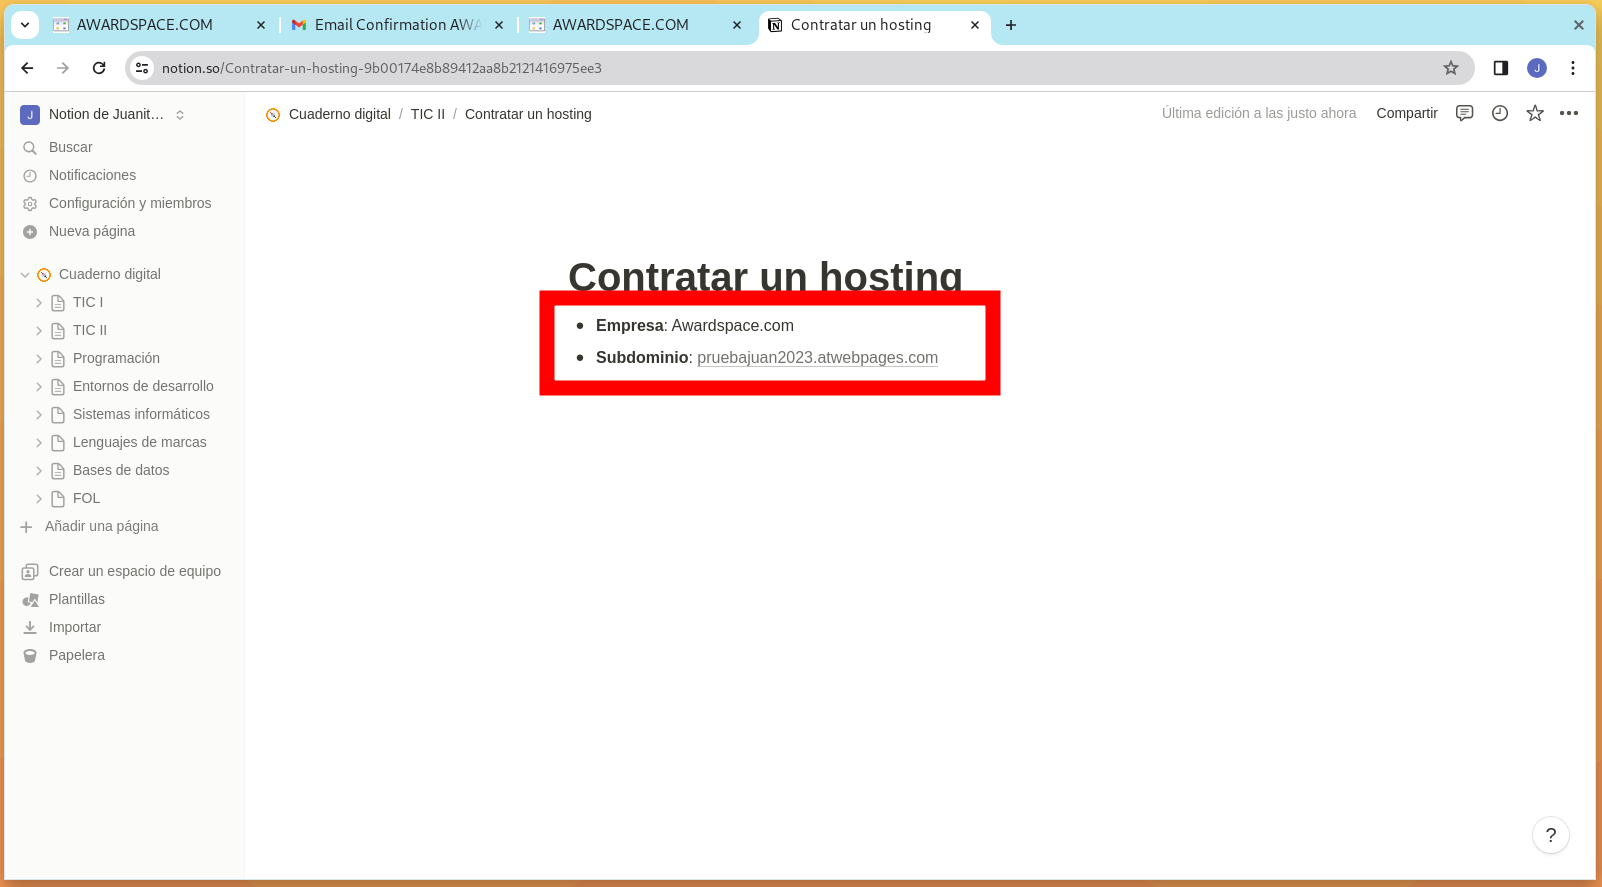 AWARDSPACE.COM
Email Confirmation AWA
AWARDSPACE.COM
Contratar un hosting
notion.so/Contratar-un-hosting-9b00174e8b89412aa8b2121416975ee3
J
J
Notion de Juanit…
Cuaderno digital / TIC II / Contratar un hosting
Última edición a las justo ahora
Compartir
Buscar
Notificaciones
Configuración y miembros
Nueva página
Cuaderno digital
TIC I
TIC II
Programación
Entornos de desarrollo
Sistemas informáticos
Lenguajes de marcas
Bases de datos
FOL
Añadir una página
Crear un espacio de equipo
Plantillas
Importar
Papelera
Contratar un hosting
• Empresa: Awardspace.com
• Subdominio: pruebajuan2023.atwebpages.com
?